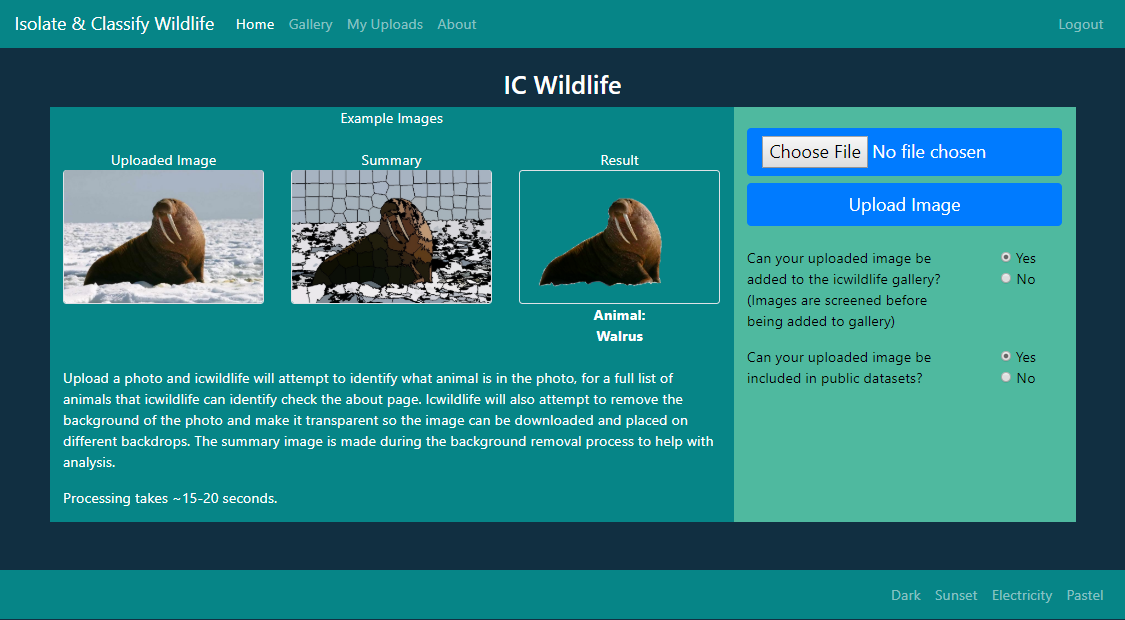 Isolate & Classify Wildlife Home Gallery My Uploads About Logout
IC Wildlife
Example Images
Uploaded Image Summary Result
Animal:
Walrus
Upload a photo and icwildlife will attempt to identify what animal is in the photo, for a full list of
animals that icwildlife can identify check the about page. Icwildlife will also attempt to remove the
background of the photo and make it transparent so the image can be downloaded and placed on
different backdrops. The summary image is made during the background removal process to help with
analysis.
Processing takes ~15-20 seconds.
Choose File No file chosen
Upload Image
Can your uploaded image be
added to the icwildlife gallery?
(Images are screened before
being added to gallery)
Yes
No
Can your uploaded image be
included in public datasets?
Yes
No
Dark Sunset Electricity Pastel